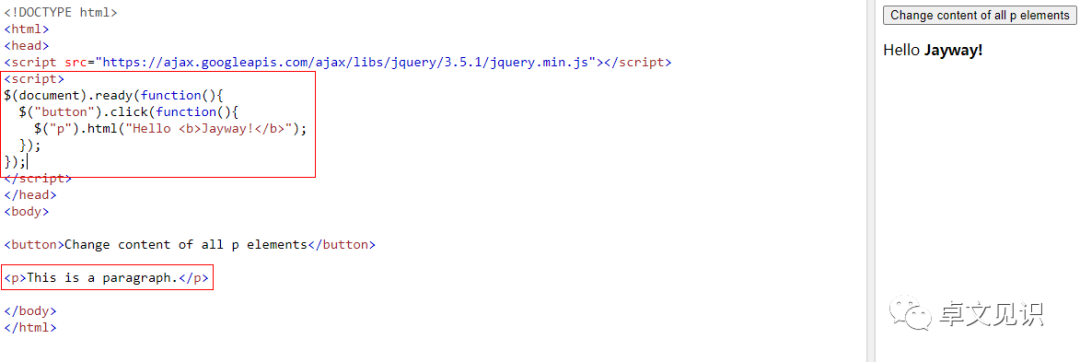 <!DOCTYPE html>
<html>
<head>
<script src="https://ajax.googleapis.com/ajax/libs/jquery/3.5.1/jquery.min.js"></script>
<script>
$(document).ready(function(){
  $("button").click(function(){
    $("p").html("Hello <b>Jayway!</b>");
  });
});
</script>
</head>
<body>
<button>Change content of all p elements</button>
<p>This is a paragraph.</p>
</body>
</html>
Change content of all p elements
Hello Jayway!
卓文见识